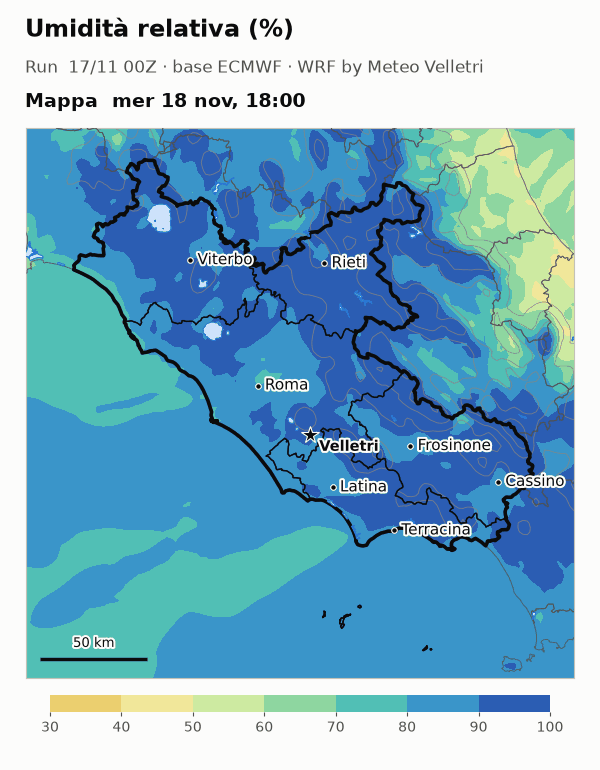 Umidità relativa (%)
Run 17/11 00Z · base ECMWF · WRF by Meteo Velletri
Mappa mer 18 nov, 18:00
Viterbo
Rieti
Roma
Velletri
Frosinone
Cassino
Latina
Terracina
50 km
30 40 50 60 70 80 90 100